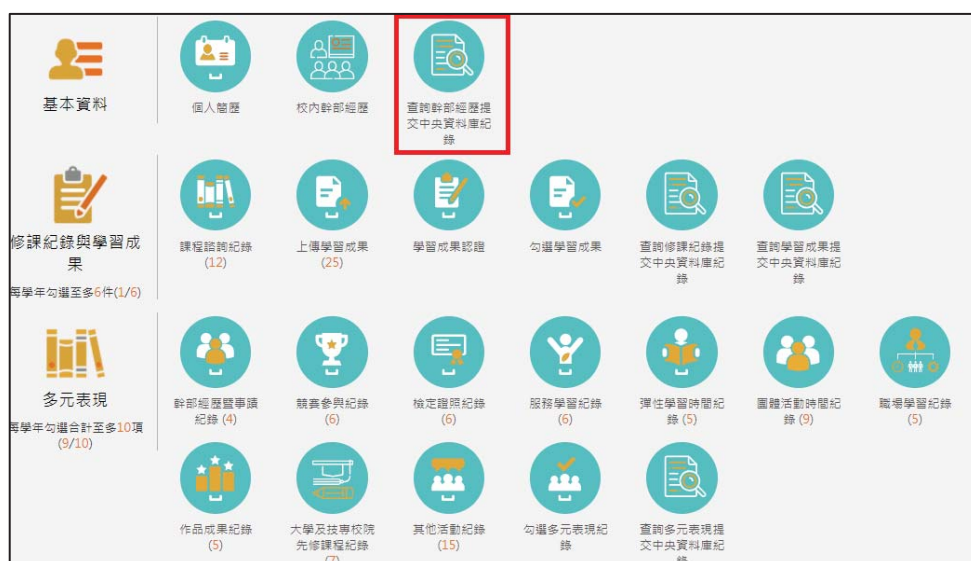 基本資料
個人簡歷
校內幹部經歷
查詢幹部經歷提
交中央資料庫紀
錄
修課紀錄與學習成
果
每學年勾選至多6件(1/6)
課程諮詢紀錄
(12)
上傳學習成果
(25)
學習成果認證
勾選學習成果
查詢修課紀錄提
交中央資料庫紀
錄
查詢學習成果提
交中央資料庫紀
錄
多元表現
每學年勾選合計至多10項
(9/10)
幹部經歷暨事蹟
紀錄 (4)
競賽參與紀錄
(6)
檢定證照紀錄
(6)
服務學習紀錄
(6)
彈性學習時間紀
錄 (5)
團體活動時間紀
錄 (9)
職場學習紀錄
(5)
作品成果紀錄
(5)
大學及技專校院
先修課程紀錄
(7)
其他活動紀錄
(15)
勾選多元表現紀
錄
查詢多元表現提
交中央資料庫紀
錄